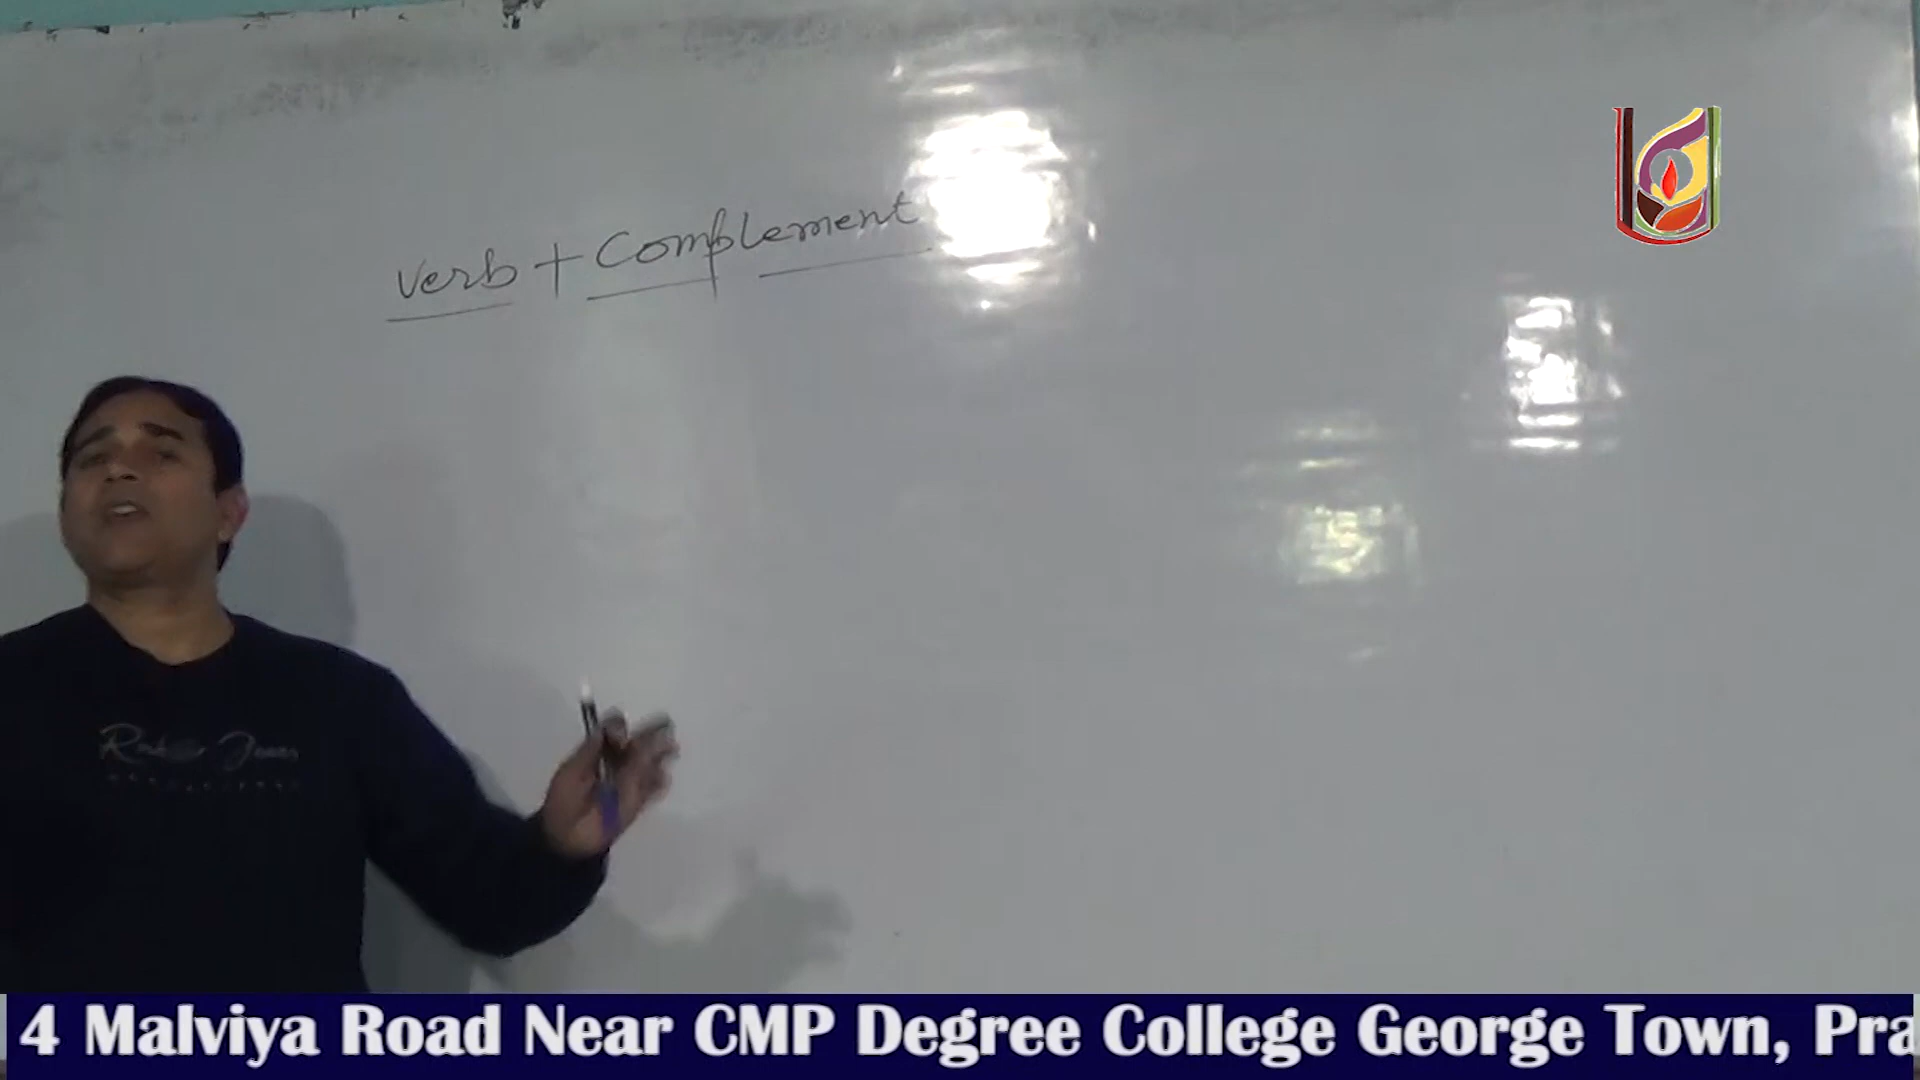 verb + Complement
4 Malviya Road Near CMP Degree College George Town, Pra